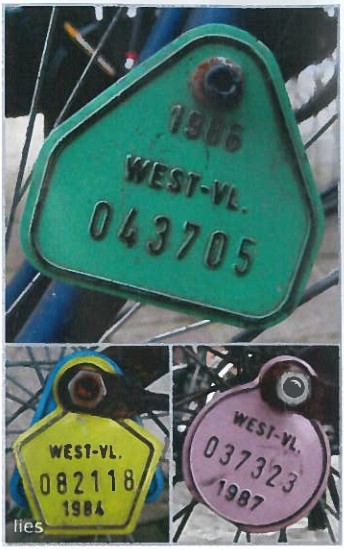 1986
WEST-VL.
043705
WEST-VL.
082118
1984
lies
WEST-VL.
037323
1987